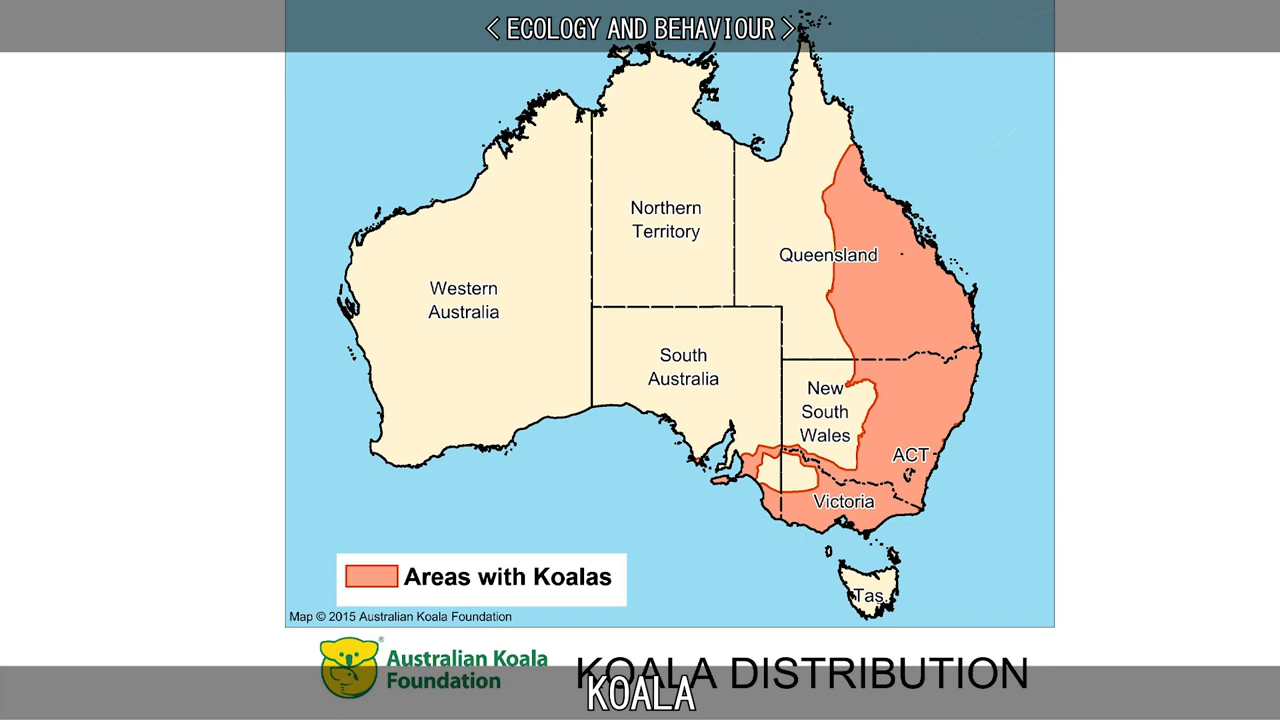 < ECOLOGY AND BEHAVIOUR >
Northern
Territory
Queensland
Western
Australia
South
Australia
New
South
Wales
ACT
Victoria
Tas.
Areas with Koalas
Map © 2015 Australian Koala Foundation
Australian Koala
Foundation
®
KOALA DISTRIBUTION
KOALA